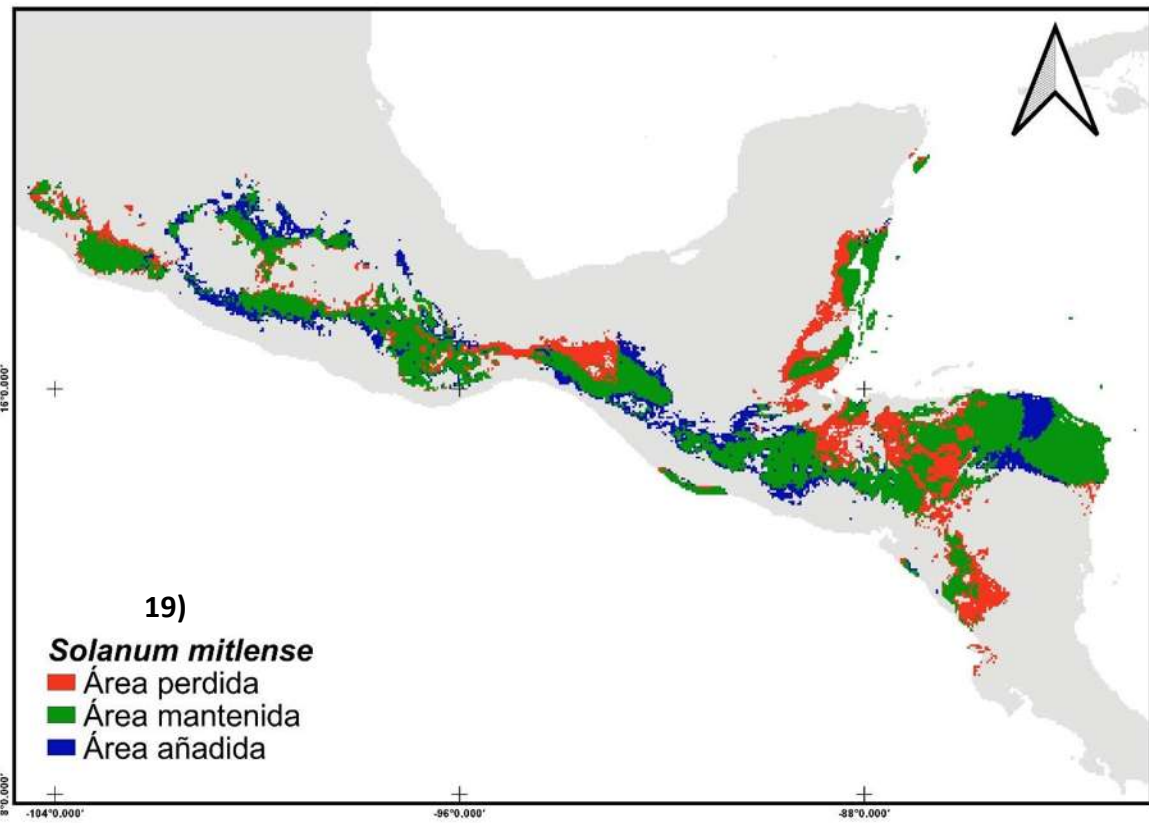 19)
Solanum mitlense
Área perdida
Área mantenida
Área añadida
16°0.000'
8°0.000'
-104°0.000'
-96°0.000'
-88°0.000'